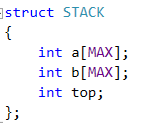 struct STACK
{
int a[MAX];
int b[MAX];
int top;
};